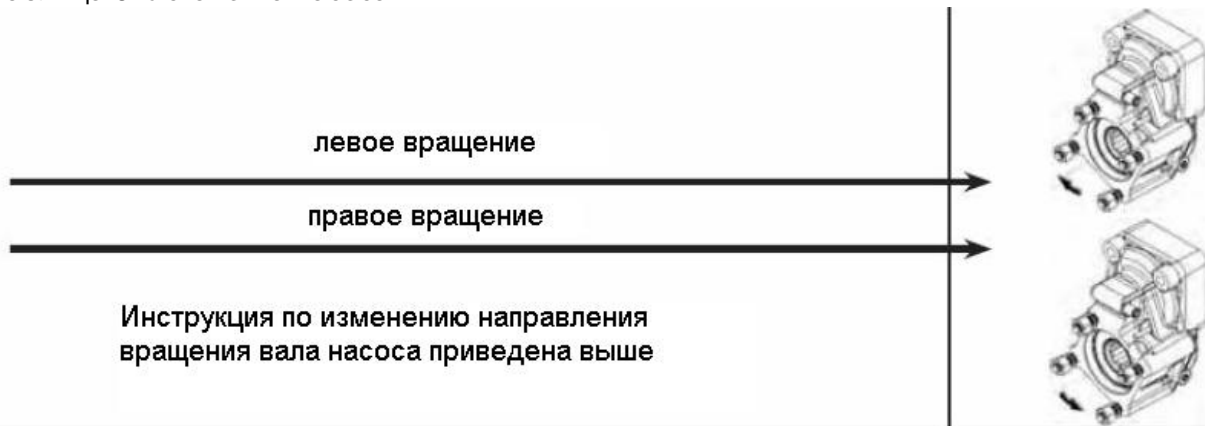 левое вращение
правое вращение
Инструкция по изменению направления
вращения вала насоса приведена выше